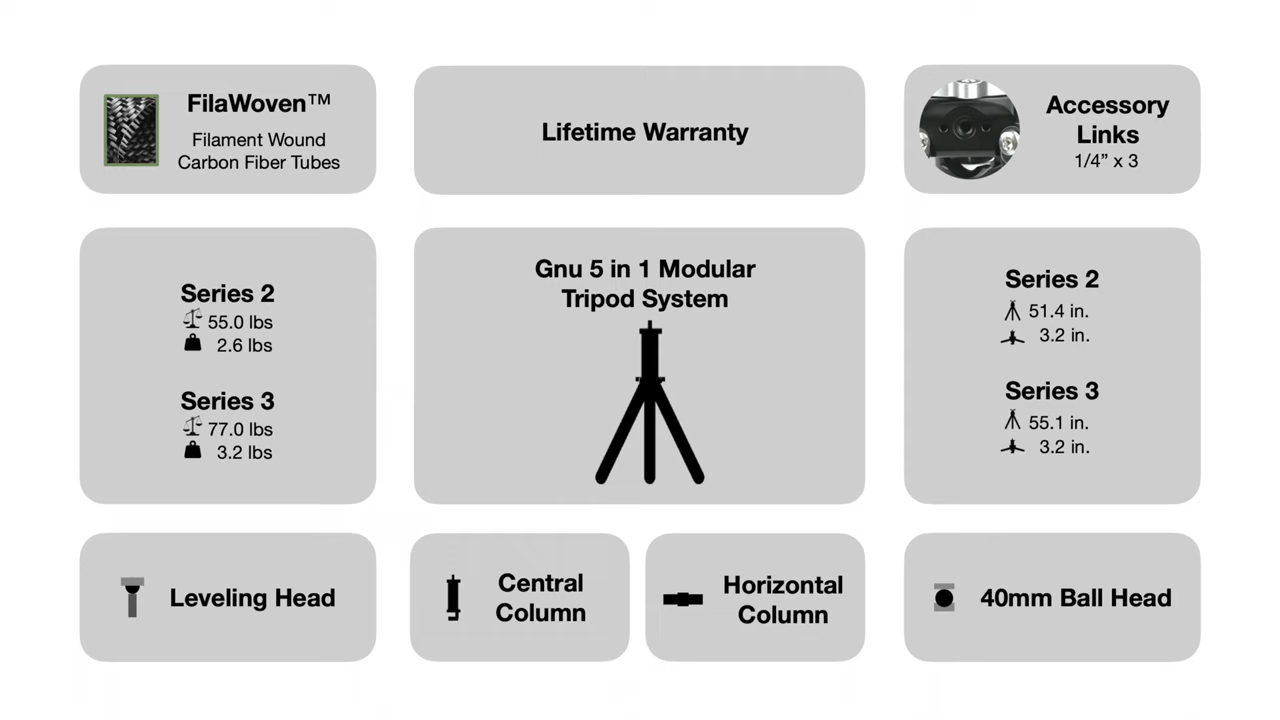 FilaWoven™
Filament Wound
Carbon Fiber Tubes
Lifetime Warranty
Accessory
Links
1/4” x 3
Series 2
55.0 lbs
2.6 lbs
Series 3
77.0 lbs
3.2 lbs
Gnu 5 in 1 Modular
Tripod System
Series 2
51.4 in.
3.2 in.
Series 3
55.1 in.
3.2 in.
Leveling Head
Central
Column
Horizontal
Column
40mm Ball Head